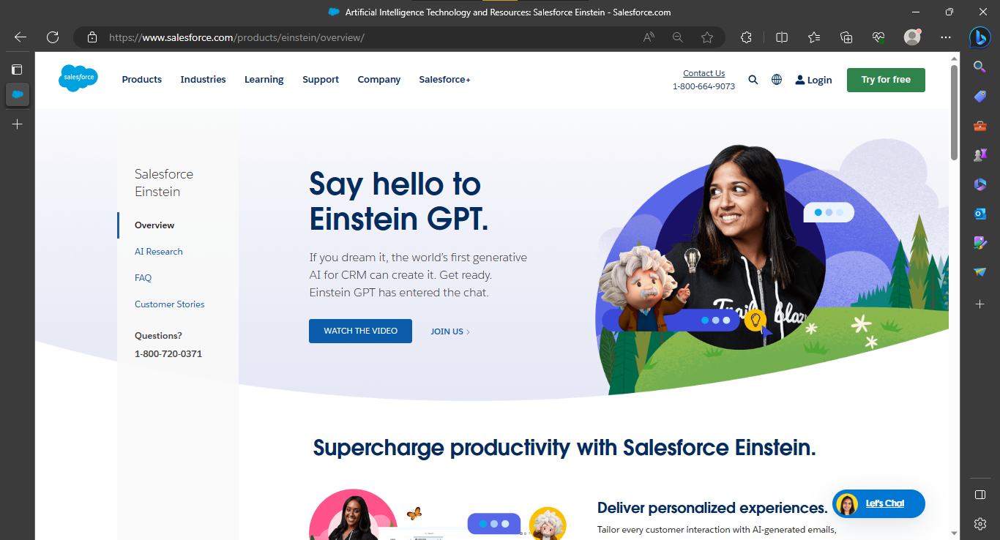 Artificial Intelligence Technology and Resources: Salesforce Einstein - Salesforce.com
https://www.salesforce.com/products/einstein/overview/
salesforce
Products
Industries
Learning
Support
Company
Salesforce+
Contact Us
1-800-664-9073
Login
Try for free
Salesforce
Einstein
Overview
AI Research
FAQ
Customer Stories
Questions?
1-800-720-0371
Say hello to
Einstein GPT.
If you dream it, the world's first generative
AI for CRM can create it. Get ready.
Einstein GPT has entered the chat.
WATCH THE VIDEO
JOIN US
Supercharge productivity with Salesforce Einstein.
Deliver personalized experiences.
Tailor every customer interaction with AI-generated emails,
Let's Chat